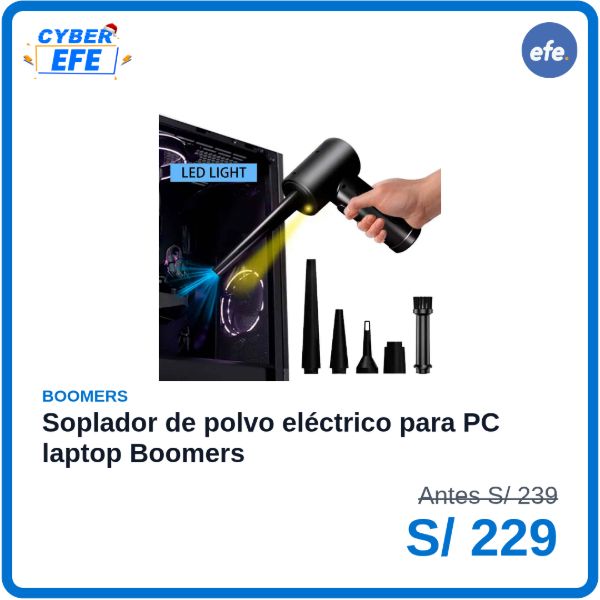 CYBER
EFE
efe.
LED LIGHT
BOOMERS
Soplador de polvo eléctrico para PC
laptop Boomers
Antes S/ 239
S/ 229